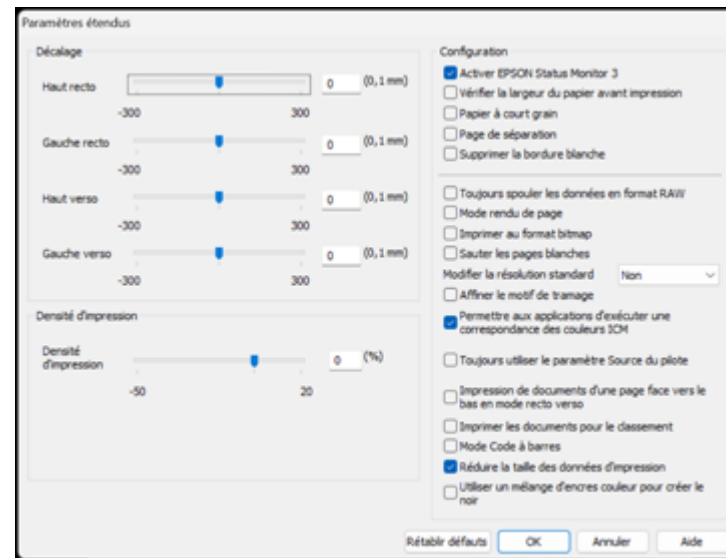 Paramètres étendus
Décalage
Haut recto
0
(0,1 mm)
-300
300
Gauche recto
0
(0,1 mm)
-300
300
Haut verso
0
(0,1 mm)
-300
300
Gauche verso
0
(0,1 mm)
-300
300
Densité d'impression
Densité
d'impression
0
(%)
-50
20
Configuration
Activer EPSON Status Monitor 3
Vérifier la largeur du papier avant impression
Papier à court grain
Page de séparation
Supprimer la bordure blanche
Toujours spouler les données en format RAW
Mode rendu de page
Imprimer au format bitmap
Sauter les pages blanches
Modifier la résolution standard
Non
Affiner le motif de tramage
Permettre aux applications d'exécuter une
correspondance des couleurs ICM
Toujours utiliser le paramètre Source du pilote
Impression de documents d'une page face vers le
bas en mode recto verso
Imprimer les documents pour le classement
Mode Code à barres
Réduire la taille des données d'impression
Utiliser un mélange d'encres couleur pour créer le
noir
Rétablir défauts
OK
Annuler
Aide